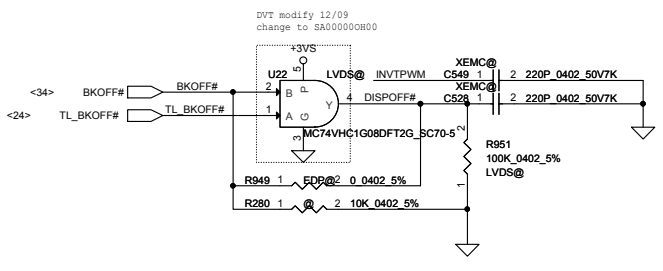 DVT modify 12/09
change to SA00000OH00
+3VS
U22
LVDS@
5
P
<34>
BKOFF#
BKOFF#
2
B
<24>
TL_BKOFF#
TL_BKOFF#
1
A
G
Y
4
DISPOFF#
3
MC74VHC1G08DFT2G_SC70-5
INVTPWM
XEMC@
C549 1
2 220P_0402_50V7K
XEMC@
C528 1
2 220P_0402_50V7K
2
R951
100K_0402_5%
LVDS@
1
R949 1
EDP@ 2
0_0402_5%
R280 1
@
2
10K_0402_5%